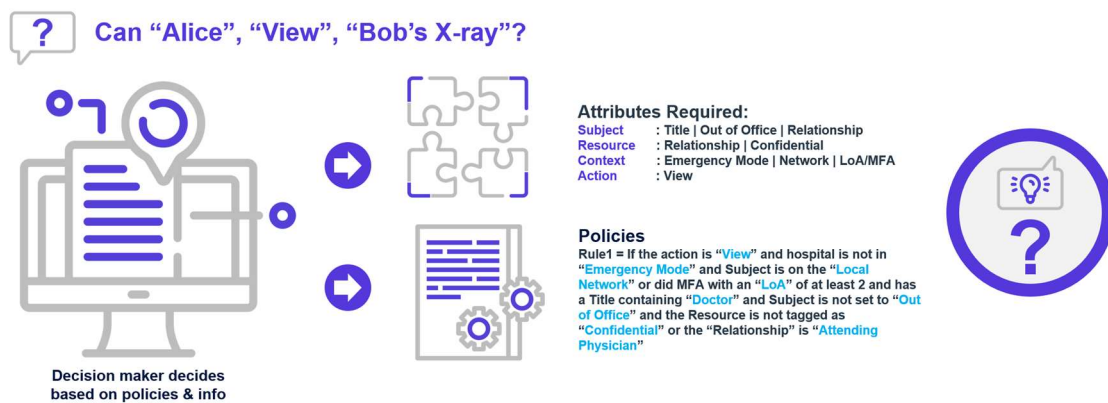 ?
Can “Alice”, “View”, “Bob’s X-ray”?
Decision maker decides
based on policies & info
Attributes Required:
Subject : Title | Out of Office | Relationship
Resource : Relationship | Confidential
Context : Emergency Mode | Network | LoA/MFA
Action : View
Policies
Rule1 = If the action is “View” and hospital is not in
“Emergency Mode” and Subject is on the “Local
Network” or did MFA with an “LoA” of at least 2 and has
a Title containing “Doctor” and Subject is not set to “Out
of Office” and the Resource is not tagged as
“Confidential” or the “Relationship” is “Attending
Physician”
?